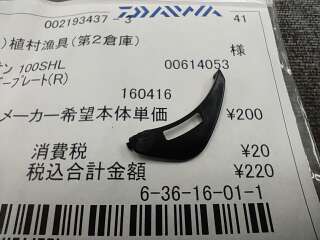 002193437 - 3 DAIWA 41
)植村漁具(第2倉庫)
様
ン 100SHL 00614053
ープレート(R)
160416
メーカー希望本体単価 ¥200
消費税 ¥20
税込合計金額 ¥220
6-36-16-01-1